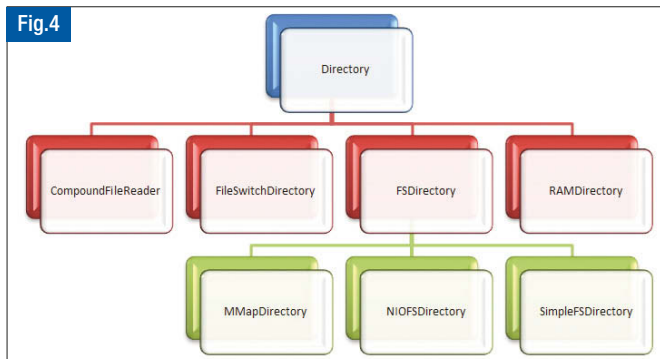 Fig.4
Directory
CompoundFileReader
FileSwitchDirectory
FSDirectory
RAMDirectory
MMapDirectory
NIOFSDirectory
SimpleFSDirectory